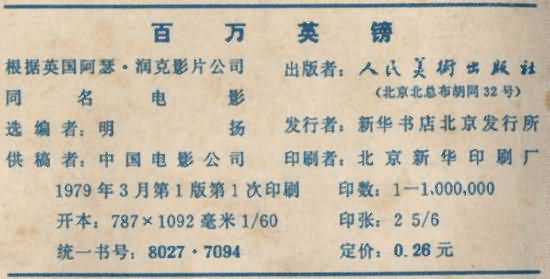 百万英镑
根据英国阿瑟·润克影片公司
同名电影
选编者：明扬
供稿者：中国电影公司
1979年3月第1版第1次印刷
开本：787×1092毫米1/60
统一书号：8027·7094
出版者：人民美術出版社
（北京北总布胡同32号）
发行者：新华书店北京发行所
印刷者：北京新华印刷厂
印数：1—1,000,000
印张：2 5/6
定价：0.26元